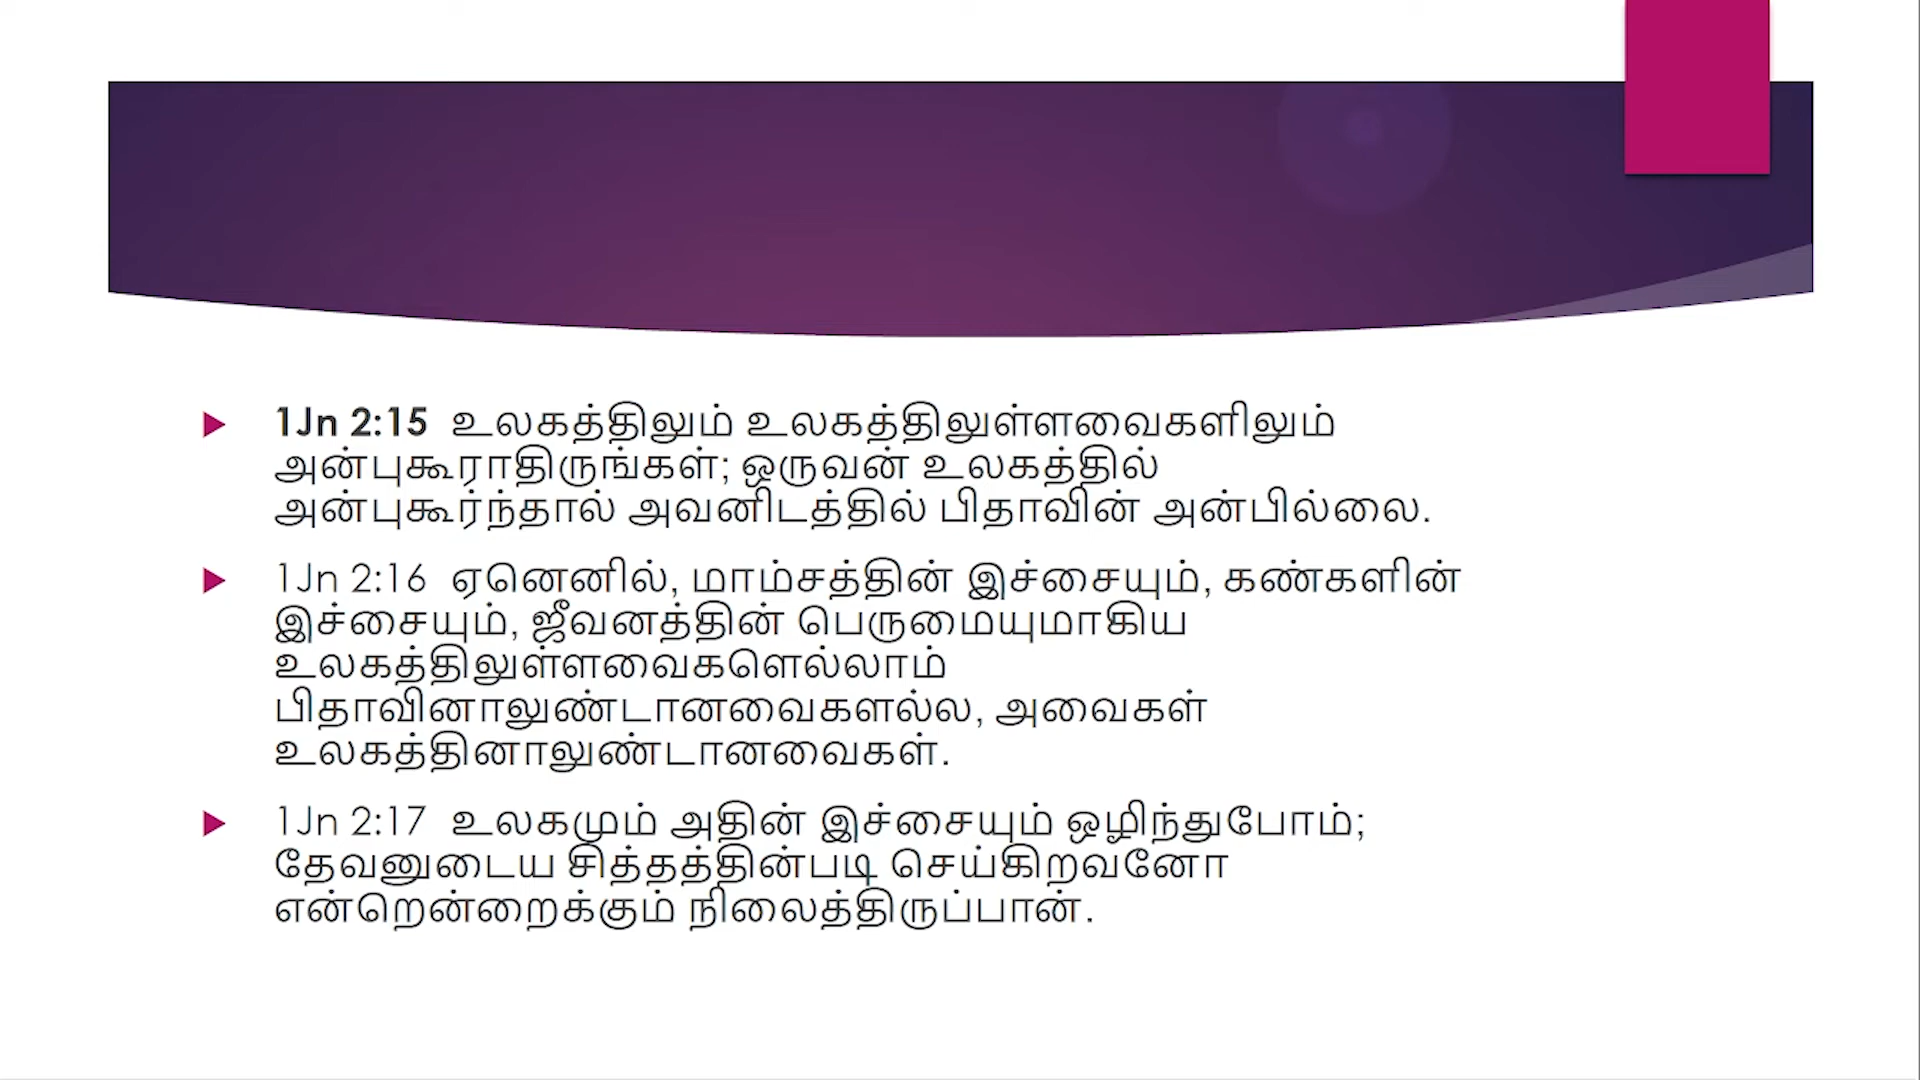 1Jn 2:15 உலகத்திலும் உலகத்திலுள்ளவைகளிலும்
அன்புகூராதிருங்கள்; ஒருவன் உலகத்தில்
அன்புகூர்ந்தால் அவனிடத்தில் பிதாவின் அன்பில்லை.
1Jn 2:16 ஏனெனில், மாம்சத்தின் இச்சையும், கண்களின்
இச்சையும், ஜீவனத்தின் பெருமையுமாகிய
உலகத்திலுள்ளவைகளெல்லாம்
பிதாவினாலுண்டானவைகளல்ல, அவைகள்
உலகத்தினாலுண்டானவைகள்.
1Jn 2:17 உலகமும் அதின் இச்சையும் ஒழிந்துபோம்;
தேவனுடைய சித்தத்தின்படி செய்கிறவனோ
என்றென்றைக்கும் நிலைத்திருப்பான்.